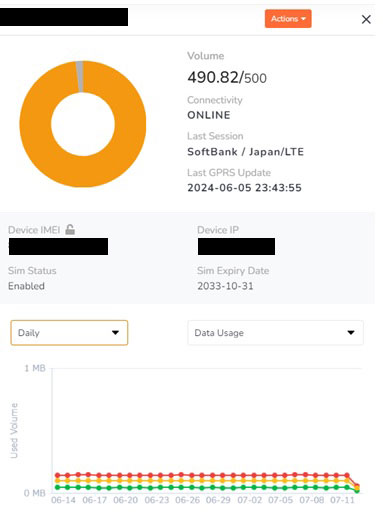 Actions
Volume
490.82/500
Connectivity
ONLINE
Last Session
SoftBank / Japan/LTE
Last GPRS Update
2024-06-05 23:43:55
Device IMEI
Device IP
Sim Status
Enabled
Sim Expiry Date
2033-10-31
Daily
Data Usage
1 MB
Used Volume
0 MB
06-14 06-17 06-20 06-23 06-26 06-29 07-02 07-05 07-08 07-11